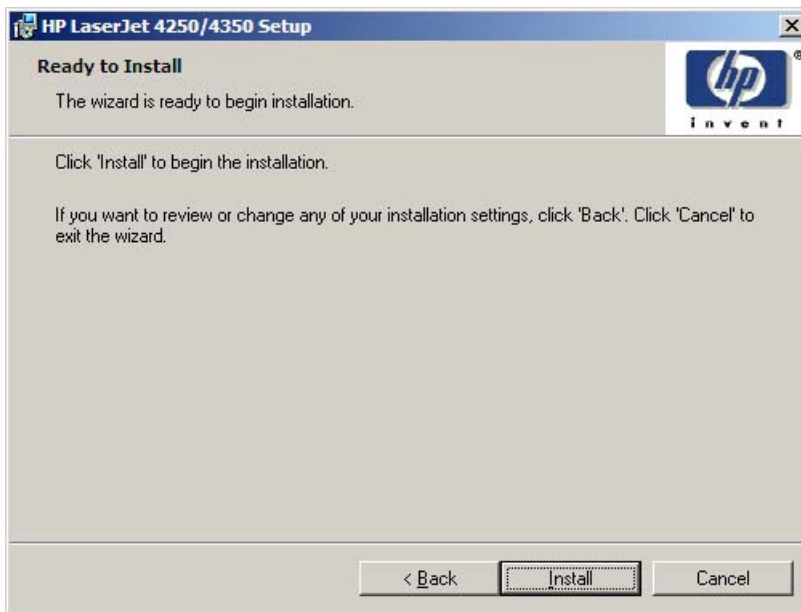 HP LaserJet 4250/4350 Setup
Ready to Install
The wizard is ready to begin installation.
hp
®
invent
Click 'Install' to begin the installation.
If you want to review or change any of your installation settings, click 'Back'. Click 'Cancel' to
exit the wizard.
< Back
Install
Cancel